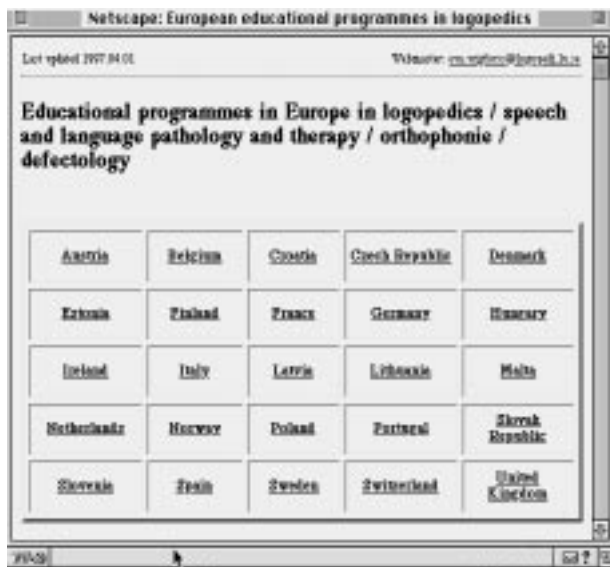 Netscape: European educational programmes in logopedics
Last updated 1997.04.01 Webmaster:
Educational programmes in Europe in logopedics / speech
and language pathology and therapy / orthophonie /
defectology
Austria Belgium Croatia Czech Republic Denmark
Estonia Finland France Germany Hungary
Ireland Italy Latvia Lithuania Malta
Netherlands Norway Poland Portugal Slovak
Republic
Slovenia Spain Sweden Switzerland United
Kingdom